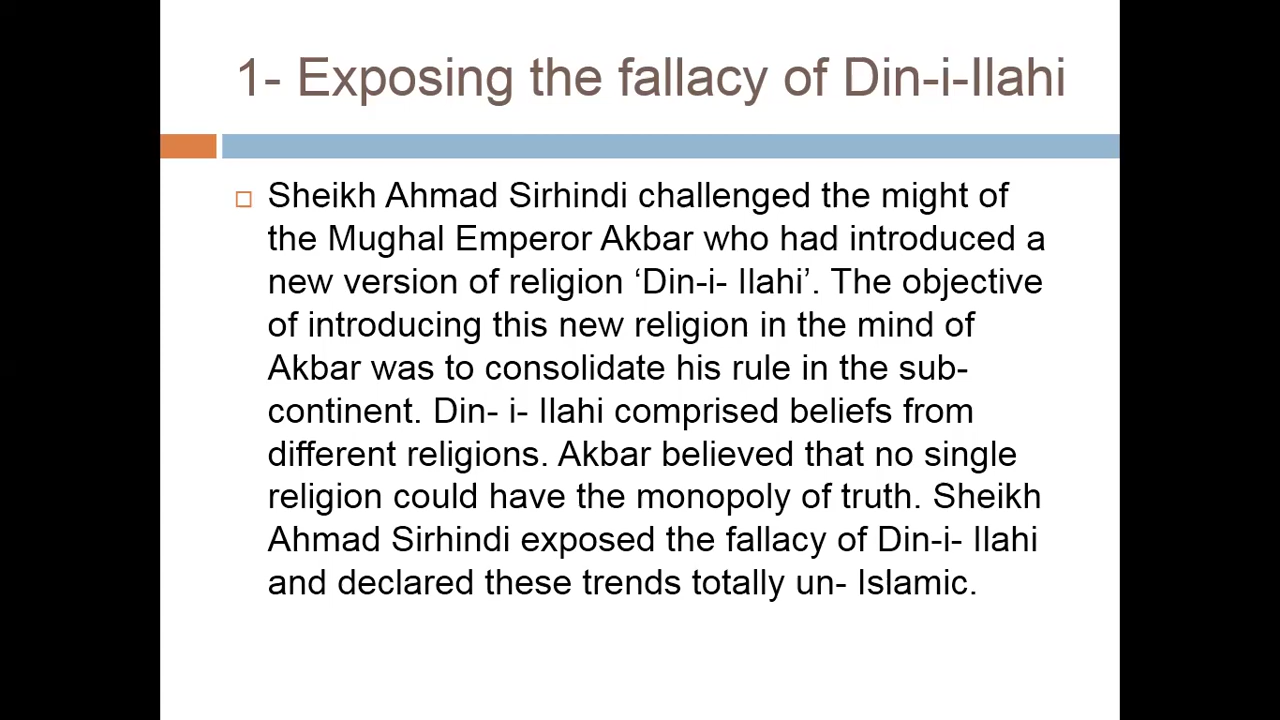 1- Exposing the fallacy of Din-i-Ilahi
Sheikh Ahmad Sirhindi challenged the might of
the Mughal Emperor Akbar who had introduced a
new version of religion ‘Din-i- Ilahi’. The objective
of introducing this new religion in the mind of
Akbar was to consolidate his rule in the sub-
continent. Din- i- Ilahi comprised beliefs from
different religions. Akbar believed that no single
religion could have the monopoly of truth. Sheikh
Ahmad Sirhindi exposed the fallacy of Din-i- Ilahi
and declared these trends totally un- Islamic.